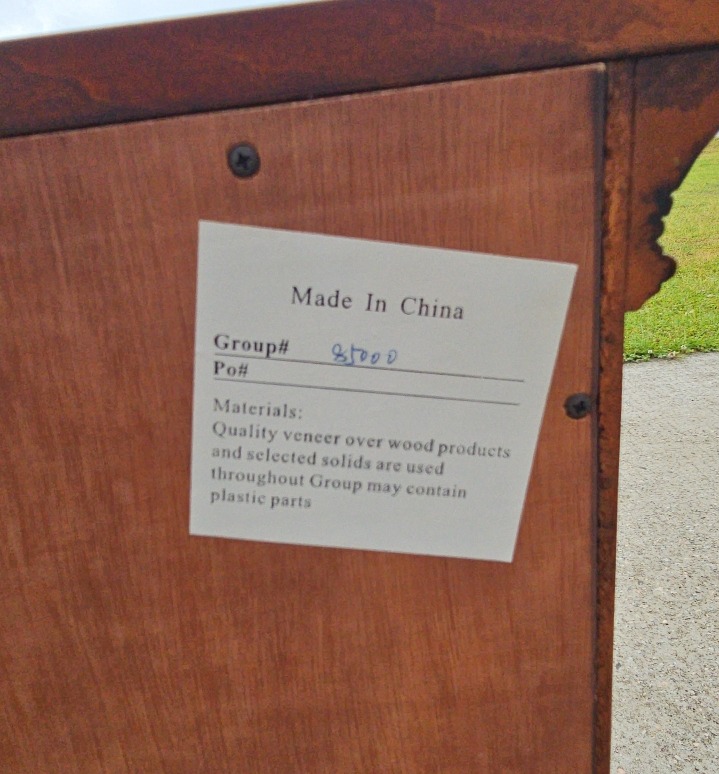 Made In China
Group# 85000
Po#
Materials:
Quality veneer over wood products
and selected solids are used
throughout Group may contain
plastic parts